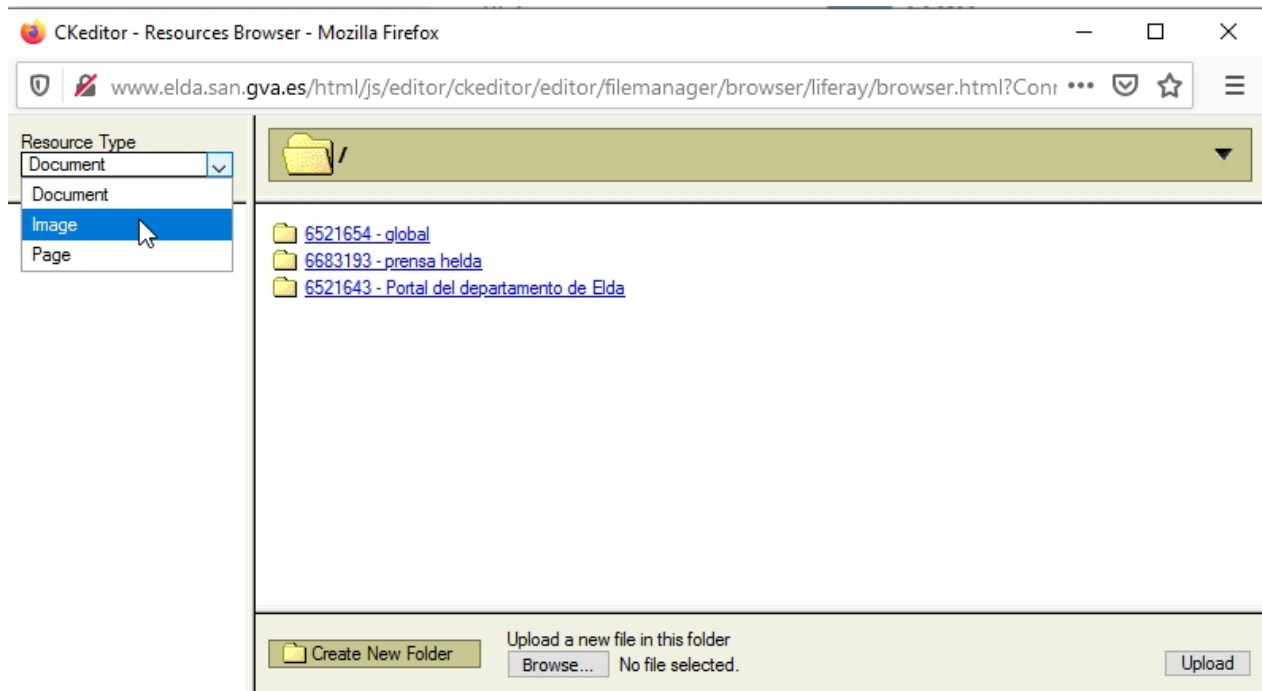 CKeditor - Resources Browser - Mozilla Firefox
www.elda.san.gva.es/html/js/editor/ckeditor/editor/filemanager/browser/liferay/browser.html?Conr
Resource Type
Document
Document
Image
Page
/
6521654 - global
6683193 - prensa helda
6521643 - Portal del departamento de Elda
Create New Folder
Upload a new file in this folder
Browse... No file selected.
Upload